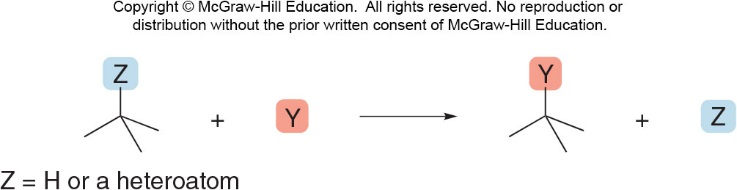 Copyright © McGraw-Hill Education.  All rights reserved. No reproduction or
distribution without the prior written consent of McGraw-Hill Education.
Z + Y Y + Z
Z = H or a heteroatom